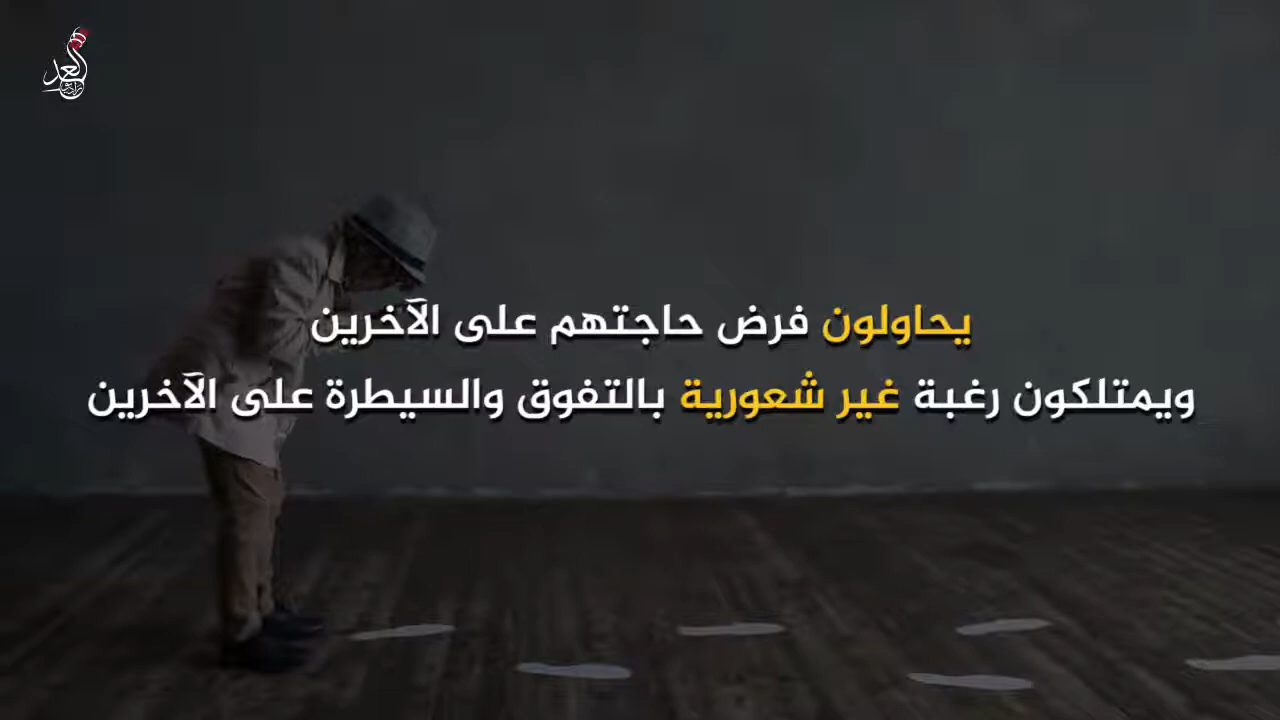 يحاولون فرض حاجتهم على الآخرين
ويمتلكون رغبة غير شعورية بالتفوق والسيطرة على الآخرين